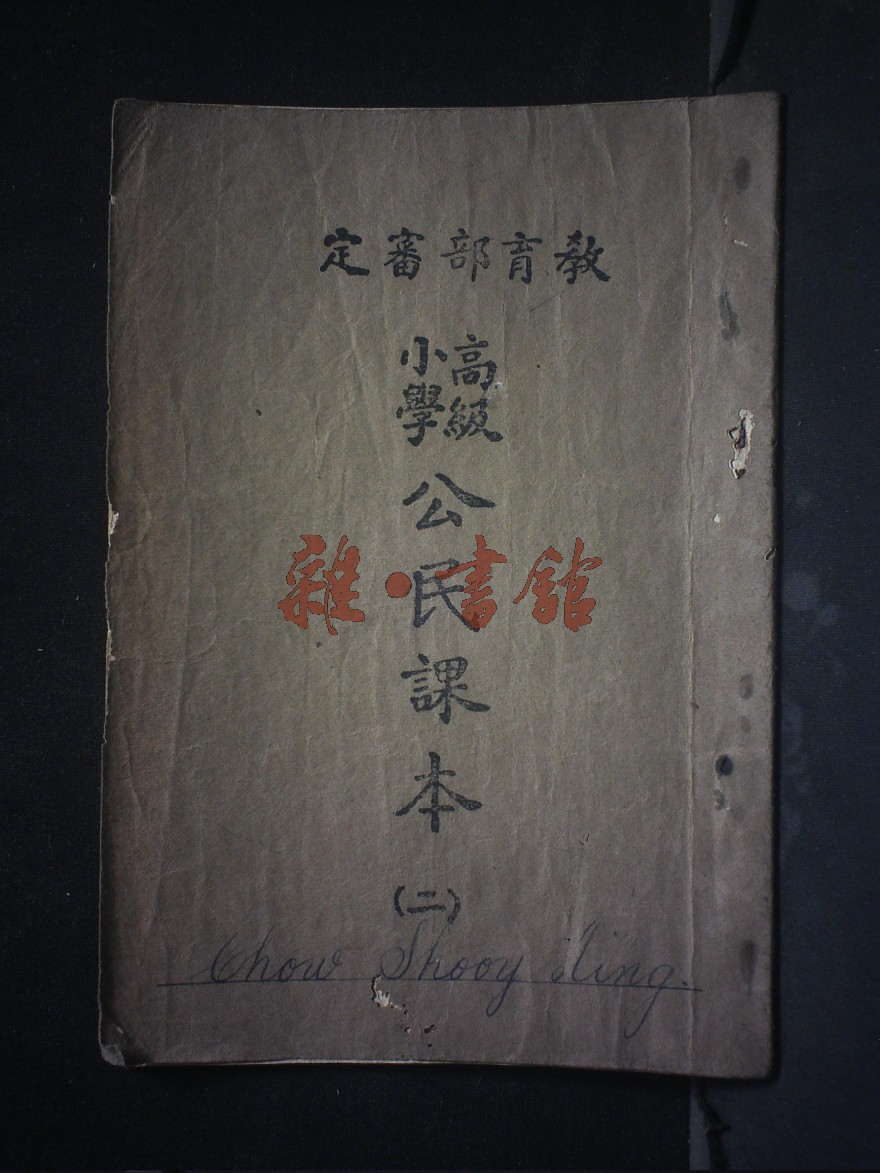 教育部審定
高級
小學
公民課本
(二)
Chow Shooy
雜·書館